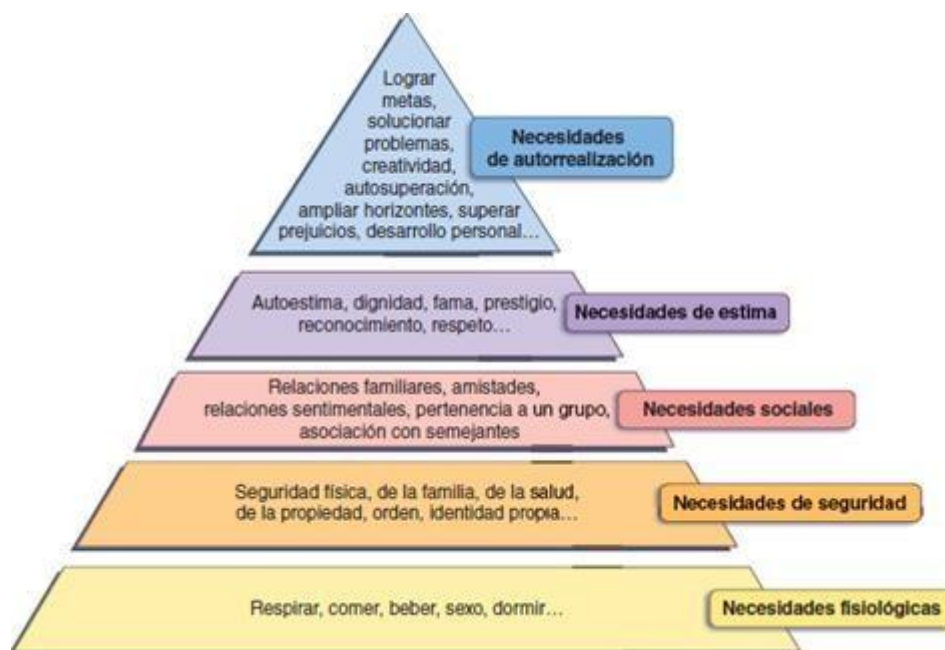 Lograr
metas,
solucionar
problemas,
creatividad,
autosuperación,
ampliar horizontes, superar
prejuicios, desarrollo personal...
Necesidades
de autorrealización
Autoestima, dignidad, fama, prestigio,
reconocimiento, respeto...
Necesidades de estima
Relaciones familiares, amistades,
relaciones sentimentales, pertenencia a un grupo,
asociación con semejantes
Necesidades sociales
Seguridad física, de la familia, de la salud,
de la propiedad, orden, identidad propia...
Necesidades de seguridad
Respirar, comer, beber, sexo, dormir...
Necesidades fisiológicas